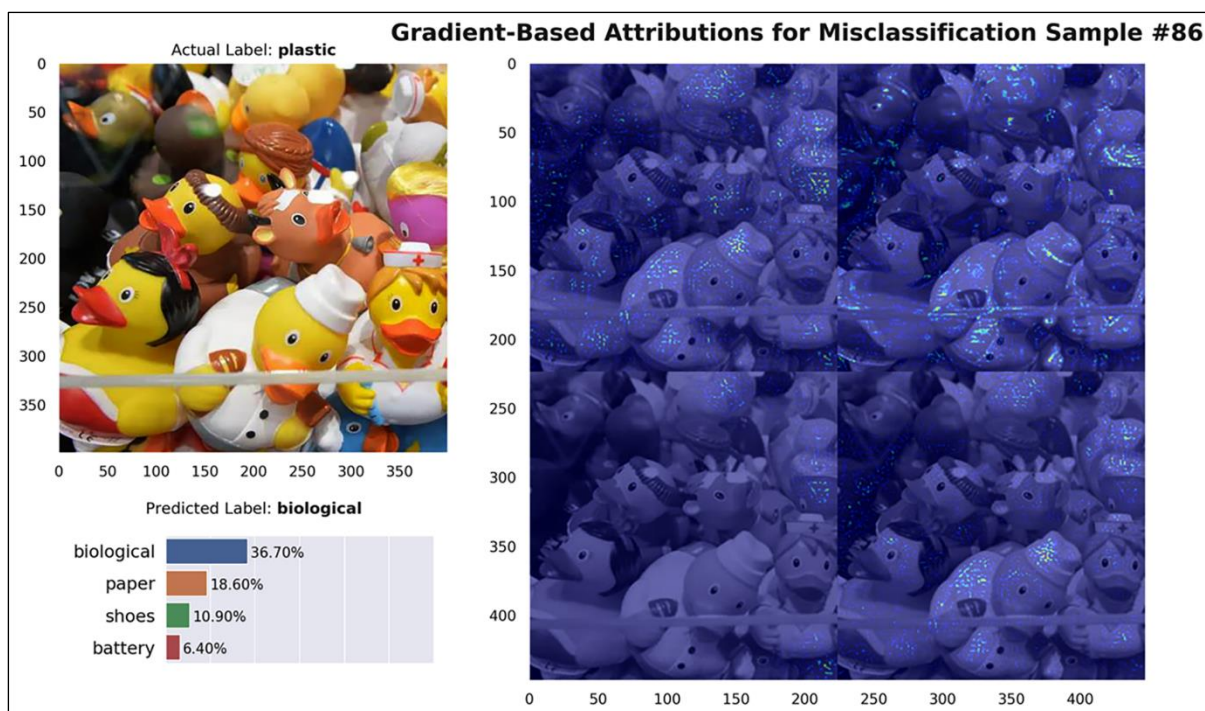 Gradient-Based Attributions for Misclassification Sample #86
Actual Label: plastic
0
50
100
150
200
250
300
350
0 50 100 150 200 250 300 350
Predicted Label: biological
biological 36.70%
paper 18.60%
shoes 10.90%
battery 6.40%
0
50
100
150
200
250
300
350
400
0 50 100 150 250 300 350 400